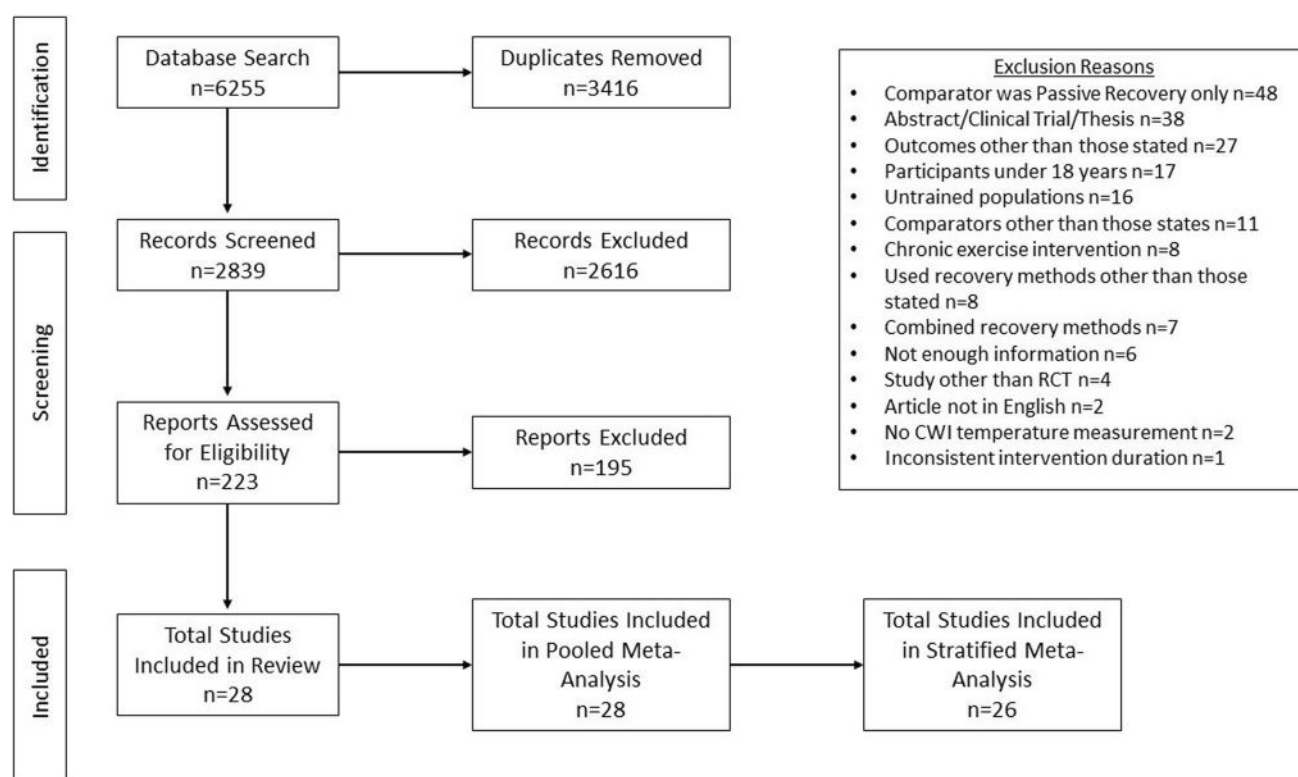 Identification
Database Search
n=6255
Duplicates Removed
n=3416
Screening
Records Screened
n=2839
Records Excluded
n=2616
Reports Assessed
for Eligibility
n=223
Reports Excluded
n=195
Included
Total Studies
Included in Review
n=28
Total Studies Included
in Pooled Meta-
Analysis
n=28
Total Studies Included
in Stratified Meta-
Analysis
n=26
Exclusion Reasons
• Comparator was Passive Recovery only n=48
• Abstract/Clinical Trial/Thesis n=38
• Outcomes other than those stated n=27
• Participants under 18 years n=17
• Untrained populations n=16
• Comparators other than those states n=11
• Chronic exercise intervention n=8
• Used recovery methods other than those
stated n=8
• Combined recovery methods n=7
• Not enough information n=6
• Study other than RCT n=4
• Article not in English n=2
• No CWI temperature measurement n=2
• Inconsistent intervention duration n=1